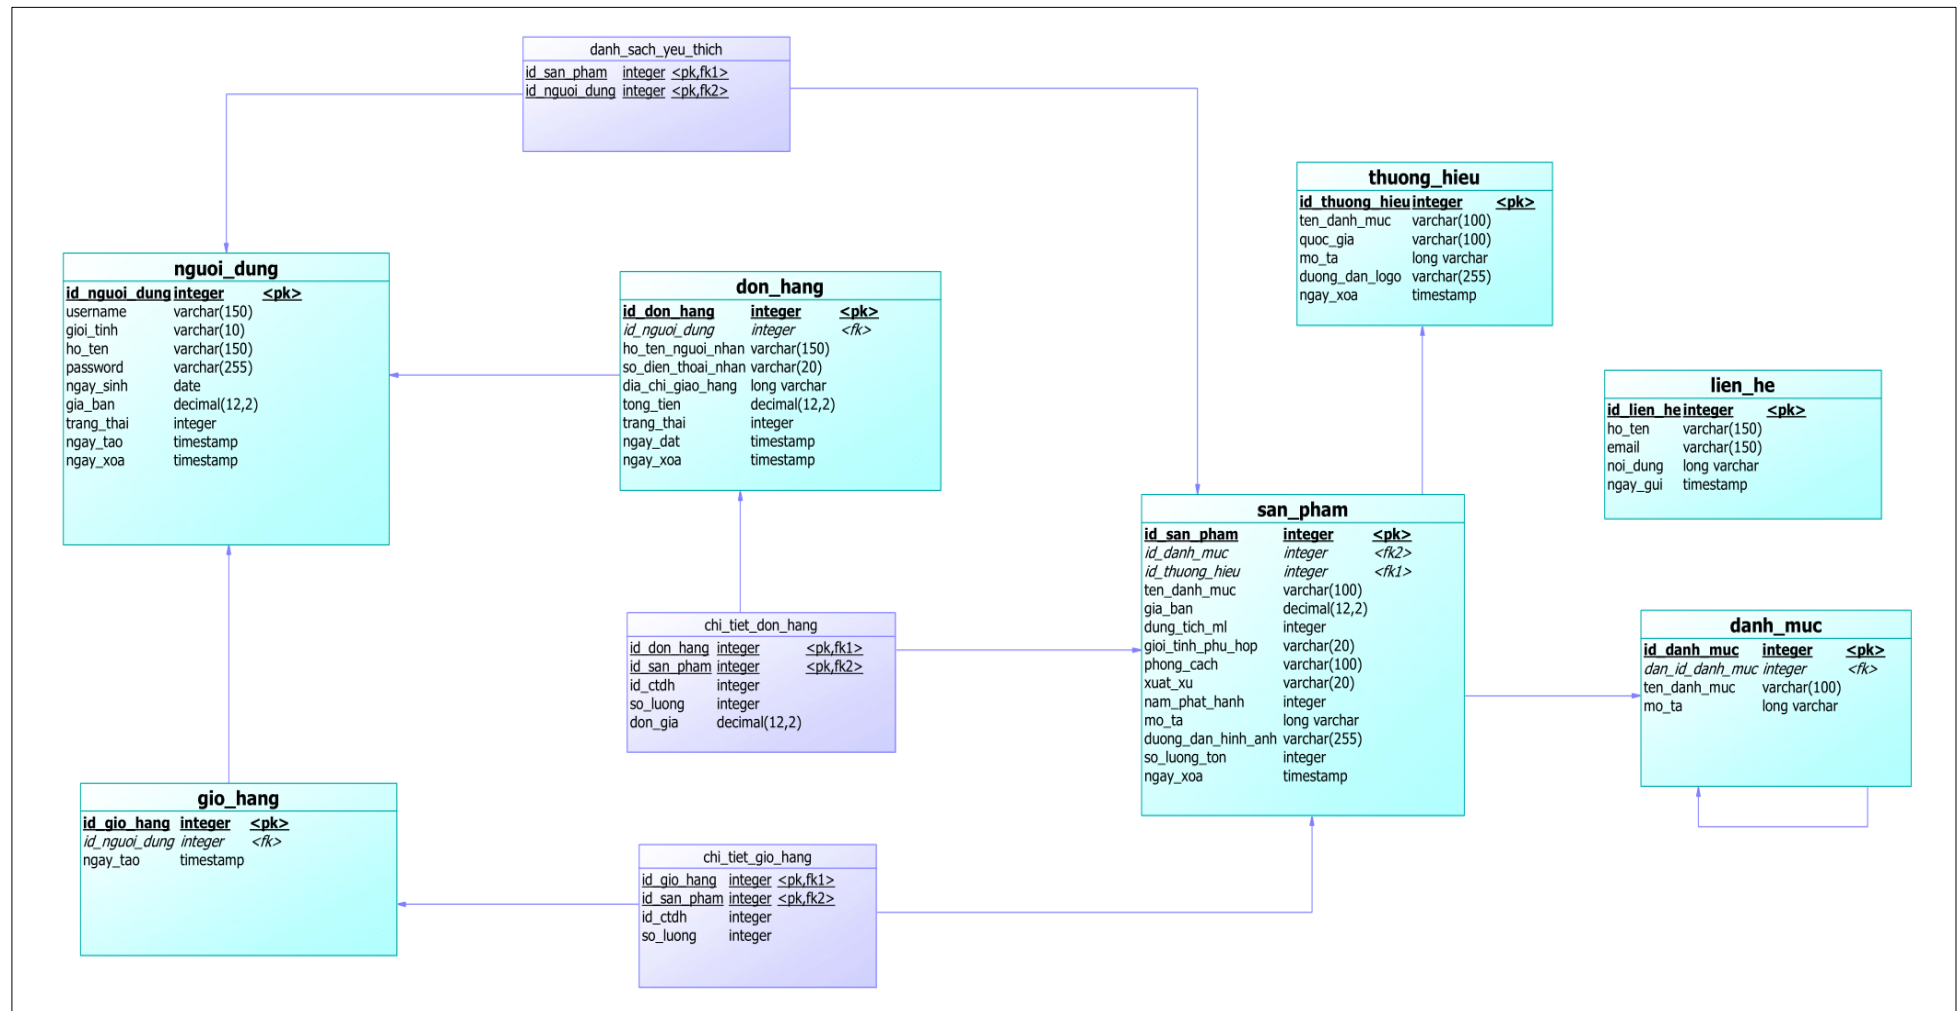 danh_sach_yeu_thich
id_san_pham integer <pk,fk1>
id_nguoi_dung integer <pk,fk2>
thuong_hieu
id_thuong_hieu integer <pk>
ten_danh_muc varchar(100)
quoc_gia varchar(100)
mo_ta long varchar
duong_dan_logo varchar(255)
ngay_xoa timestamp
nguoi_dung
id_nguoi_dung integer <pk>
username varchar(150)
gioi_tinh varchar(10)
ho_ten varchar(150)
password varchar(255)
ngay_sinh date
gia_ban decimal(12,2)
trang_thai integer
ngay_tao timestamp
ngay_xoa timestamp
don_hang
id_don_hang integer <pk>
id_nguoi_dung integer <fk>
ho_ten_nguoi_nhan varchar(150)
so_dien_thoai_nhan varchar(20)
dia_chi_giao_hang long varchar
tong_tien decimal(12,2)
trang_thai integer
ngay_dat timestamp
ngay_xoa timestamp
lien_he
id_lien_he integer <pk>
ho_ten varchar(150)
email varchar(150)
noi_dung long varchar
ngay_gui timestamp
san_pham
id_san_pham integer <pk>
id_danh_muc integer <fk2>
id_thuong_hieu integer <fk1>
ten_danh_muc varchar(100)
gia_ban decimal(12,2)
dung_tich_ml integer
gioi_tinh_phu_hop varchar(20)
phong_cach varchar(100)
xuat_xu varchar(20)
nam_phat_hanh integer
mo_ta long varchar
duong_dan_hinh_anh varchar(255)
so_luong_ton integer
ngay_xoa timestamp
chi_tiet_don_hang
id_don_hang integer <pk,fk1>
id_san_pham integer <pk,fk2>
id_ctdh integer
so_luong integer
don_gia decimal(12,2)
danh_muc
id_danh_muc integer <pk>
dan_id_danh_muc integer <fk>
ten_danh_muc varchar(100)
mo_ta long varchar
gio_hang
id_gio_hang integer <pk>
id_nguoi_dung integer <fk>
ngay_tao timestamp
chi_tiet_gio_hang
id_gio_hang integer <pk,fk1>
id_san_pham integer <pk,fk2>
id_ctdh integer
so_luong integer